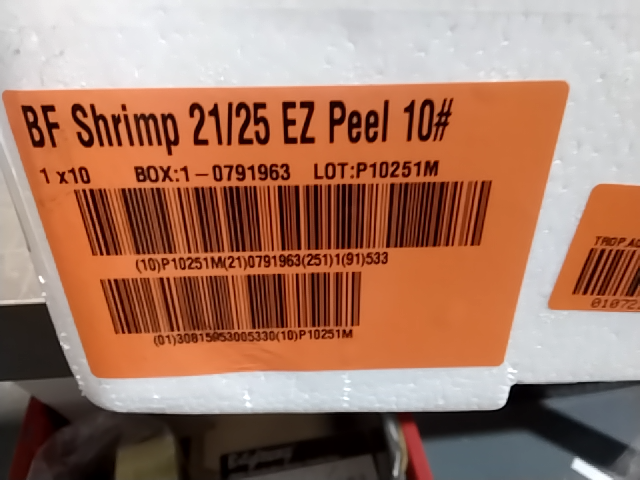 BF Shrimp 21/25 EZ Peel 10#
1 x10 BOX:1-0791963 LOT:P10251M
(10)P10251M(21)0791963(251)1(91)533
(01)30815953005330(10)P10251M